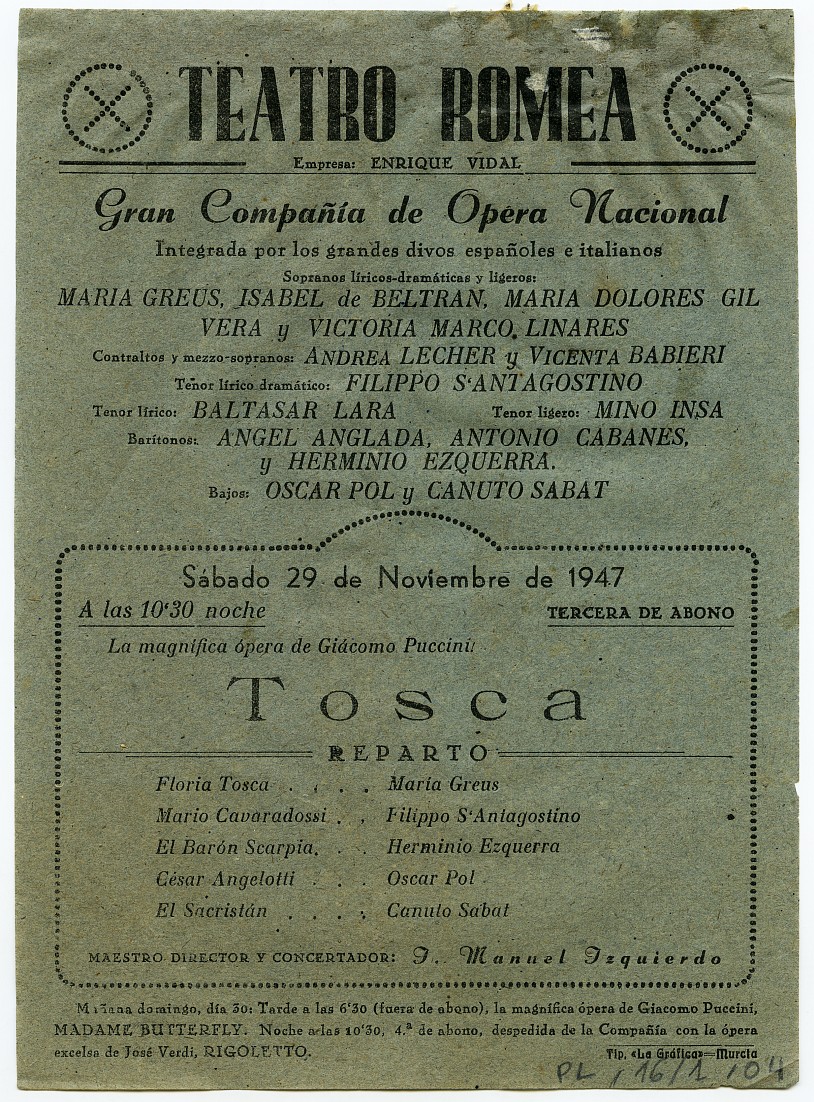 TEATRO ROMEA
Empresa: ENRIQUE VIDAL
Gran Compañía de Opera Nacional
Integrada por los grandes divos españoles e italianos
Sopranos líricos-dramáticas y ligeros:
MARIA GREUS, ISABEL de BELTRAN, MARIA DOLORES GIL
VERA y VICTORIA MARCO LINARES
Contraltos y mezzo-sopranos: ANDREA LECHER y VICENTA BABIERI
Tenor lírico dramático: FILIPPO S'ANTAGOSTINO
Tenor lírico: BALTASAR LARA Tenor ligero: MINO INSA
Barítonos: ANGEL ANGLADA, ANTONIO CABANES,
y HERMINIO EZQUERRA.
Bajos: OSCAR POL y CANUTO SABAT
Sábado 29 de Noviembre de 1947
A las 10'30 noche TERCERA DE ABONO
La magnífica ópera de Giácomo Puccini:
Tosca
REPARTO
Floria Tosca . . . . María Greus
Mario Cavaradossi . . Filippo S'Antagostino
El Barón Scarpia. . . Herminio Ezquerra
César Angelotti . . . Oscar Pol
El Sacristán . . . . Canuto Sabat
MAESTRO DIRECTOR Y CONCERTADOR: J. Manuel Izquierdo
Mañana domingo, día 30: Tarde a las 6'30 (fuera de abono), la magnífica ópera de Giacomo Puccini,
MADAME BUTTERFLY. Noche a las 10'30, 4.ª de abono, despedida de la Compañía con la ópera
excelsa de José Verdi, RIGOLETTO. Tip. «La Gráfica»=Murcia
PL, 16/1, 04